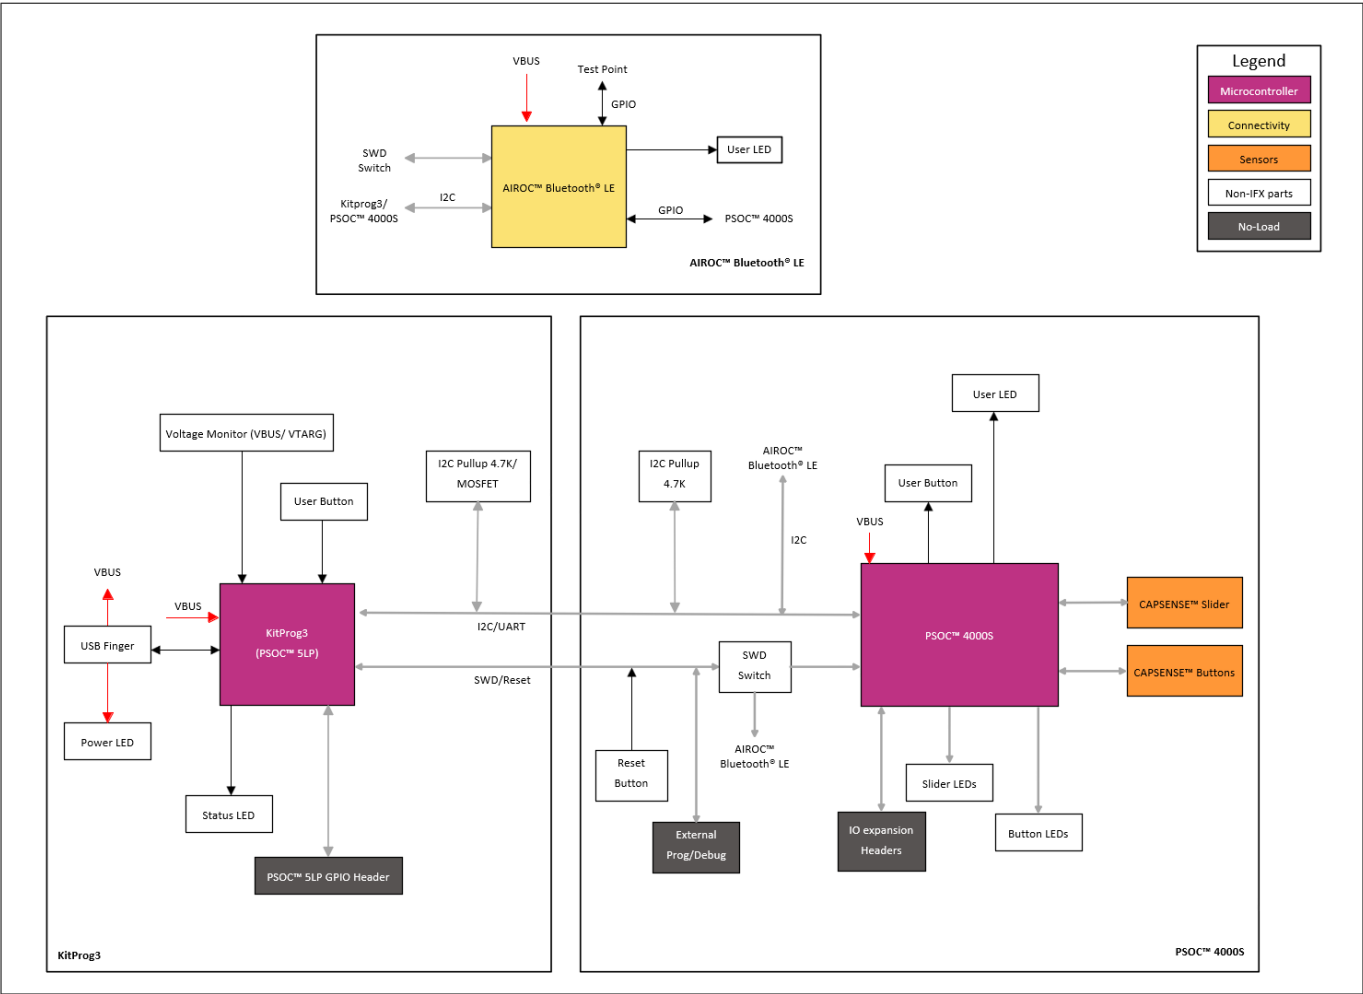 VBUS
Test Point
GPIO
SWD
Switch
User LED
AIROC™ Bluetooth® LE
I2C
Kitprog3/
PSOC™ 4000S
GPIO
PSOC™ 4000S
AIROC™ Bluetooth® LE
Legend
Microcontroller
Connectivity
Sensors
Non-IFX parts
No-Load
Voltage Monitor (VBUS/ VTARG)
I2C Pullup 4.7K/
MOSFET
User Button
VBUS
VBUS
USB Finger
KitProg3
(PSOC™ 5LP)
I2C/UART
SWD/Reset
Power LED
Status LED
PSOC™ 5LP GPIO Header
KitProg3
User LED
I2C Pullup
4.7K
AIROC™
Bluetooth® LE
User Button
VBUS
I2C
CAPSENSE™ Slider
PSOC™ 4000S
SWD
Switch
CAPSENSE™ Buttons
AIROC™
Bluetooth® LE
Reset
Button
Slider LEDs
External
Prog/Debug
IO expansion
Headers
Button LEDs
PSOC™ 4000S